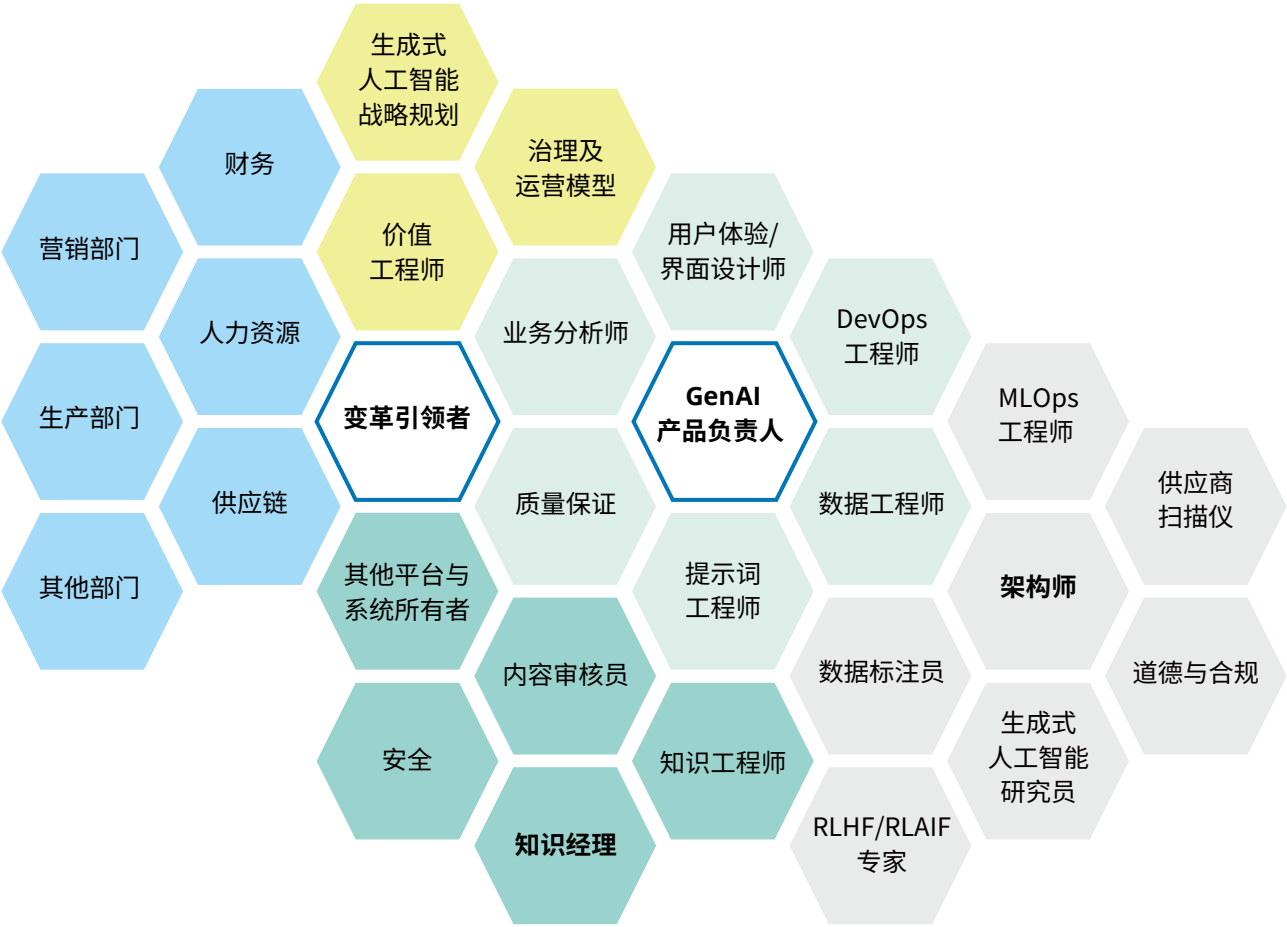 生成式
人工智能
战略规划
财务
治理及
运营模型
营销部门
价值
工程师
用户体验/
界面设计师
人力资源
业务分析师
DevOps
工程师
生产部门
变革引领者
GenAI
产品负责人
MLOps
工程师
供应链
质量保证
数据工程师
供应商
扫描仪
其他部门
其他平台与
系统所有者
提示词
工程师
架构师
内容审核员
数据标注员
道德与合规
安全
知识工程师
生成式
人工智能
研究员
知识经理
RLHF/RLAIF
专家